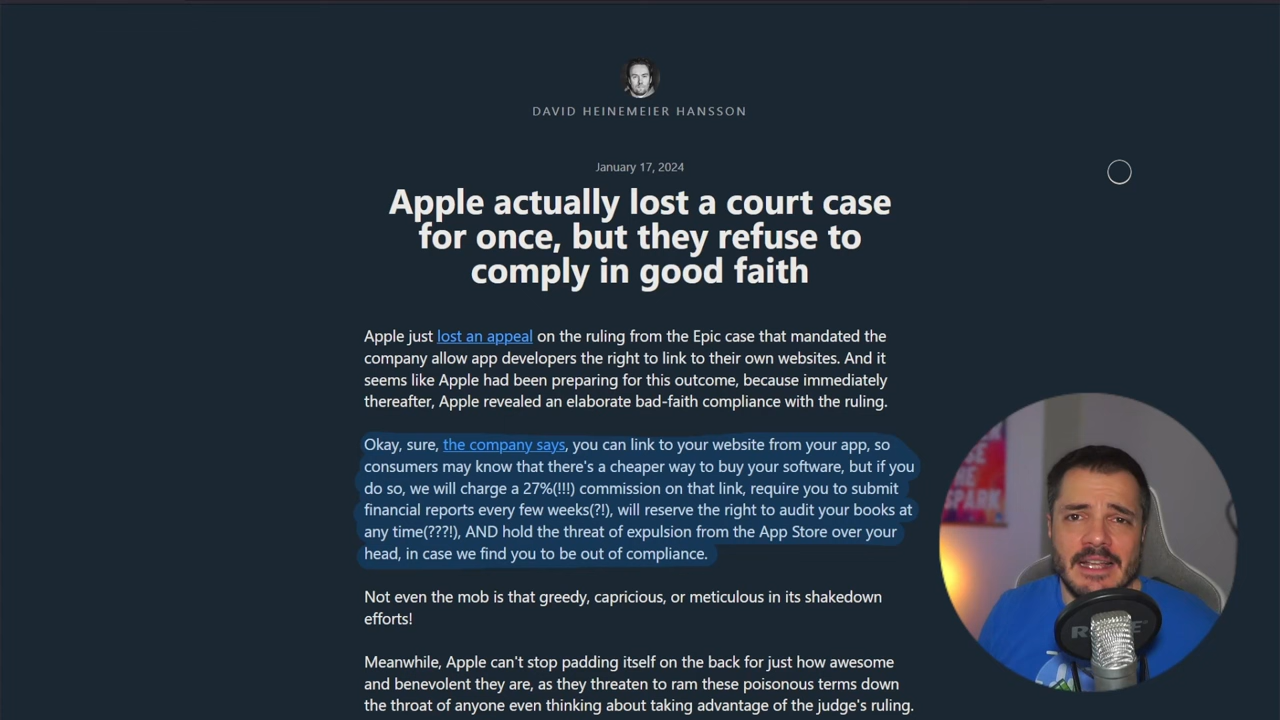 DAVID HEINEMEIER HANSSON
January 17, 2024
Apple actually lost a court case
for once, but they refuse to
comply in good faith
Apple just lost an appeal on the ruling from the Epic case that mandated the
company allow app developers the right to link to their own websites. And it
seems like Apple had been preparing for this outcome, because immediately
thereafter, Apple revealed an elaborate bad-faith compliance with the ruling.
Okay, sure, the company says, you can link to your website from your app, so
consumers may know that there's a cheaper way to buy your software, but if you
do so, we will charge a 27%(!!!) commission on that link, require you to submit
financial reports every few weeks(?!), will reserve the right to audit your books at
any time(???!), AND hold the threat of expulsion from the App Store over your
head, in case we find you to be out of compliance.
Not even the mob is that greedy, capricious, or meticulous in its shakedown
efforts!
Meanwhile, Apple can't stop padding itself on the back for just how awesome
and benevolent they are, as they threaten to ram these poisonous terms down
the throat of anyone even thinking about taking advantage of the judge's ruling.
THE
SPARK